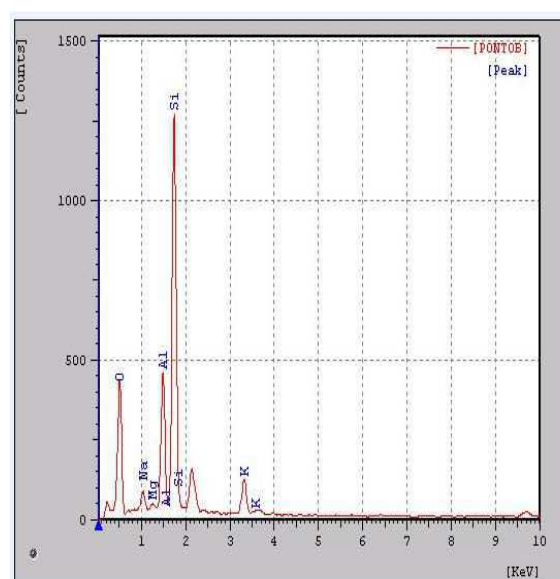 [ Counts]
1500
1000
500
0
[PONTOB]
[Peak]
Si
Al
O
Na
Mg
Al
Si
K
K
1 2 3 4 5 6 7 8 9 10
[KeV]
@